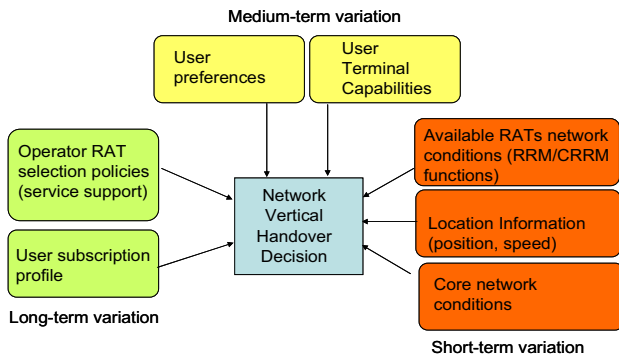 Medium-term variation
User
preferences
User
Terminal
Capabilities
Operator RAT
selection policies
(service support)
User subscription
profile
Long-term variation
Network
Vertical
Handover
Decision
Available RATs network
conditions (RRM/CRRM
functions)
Location Information
(position, speed)
Core network
conditions
Short-term variation